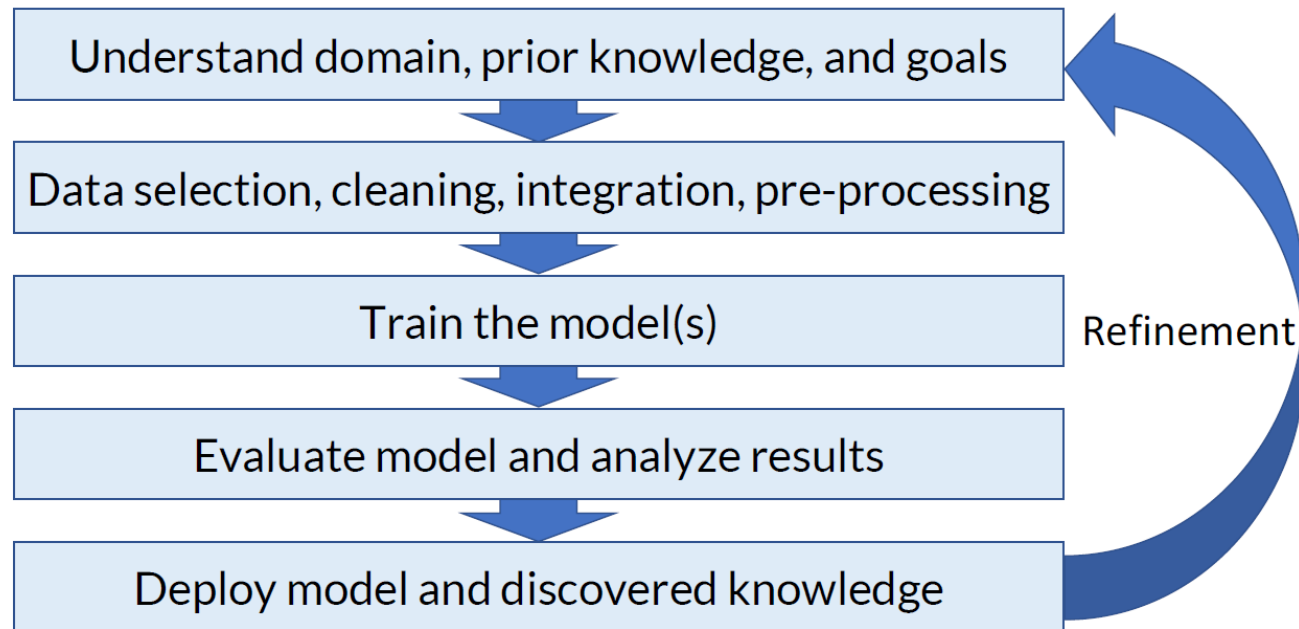 Understand domain, prior knowledge, and goals
Data selection, cleaning, integration, pre-processing
Train the model(s)
Refinement
Evaluate model and analyze results
Deploy model and discovered knowledge